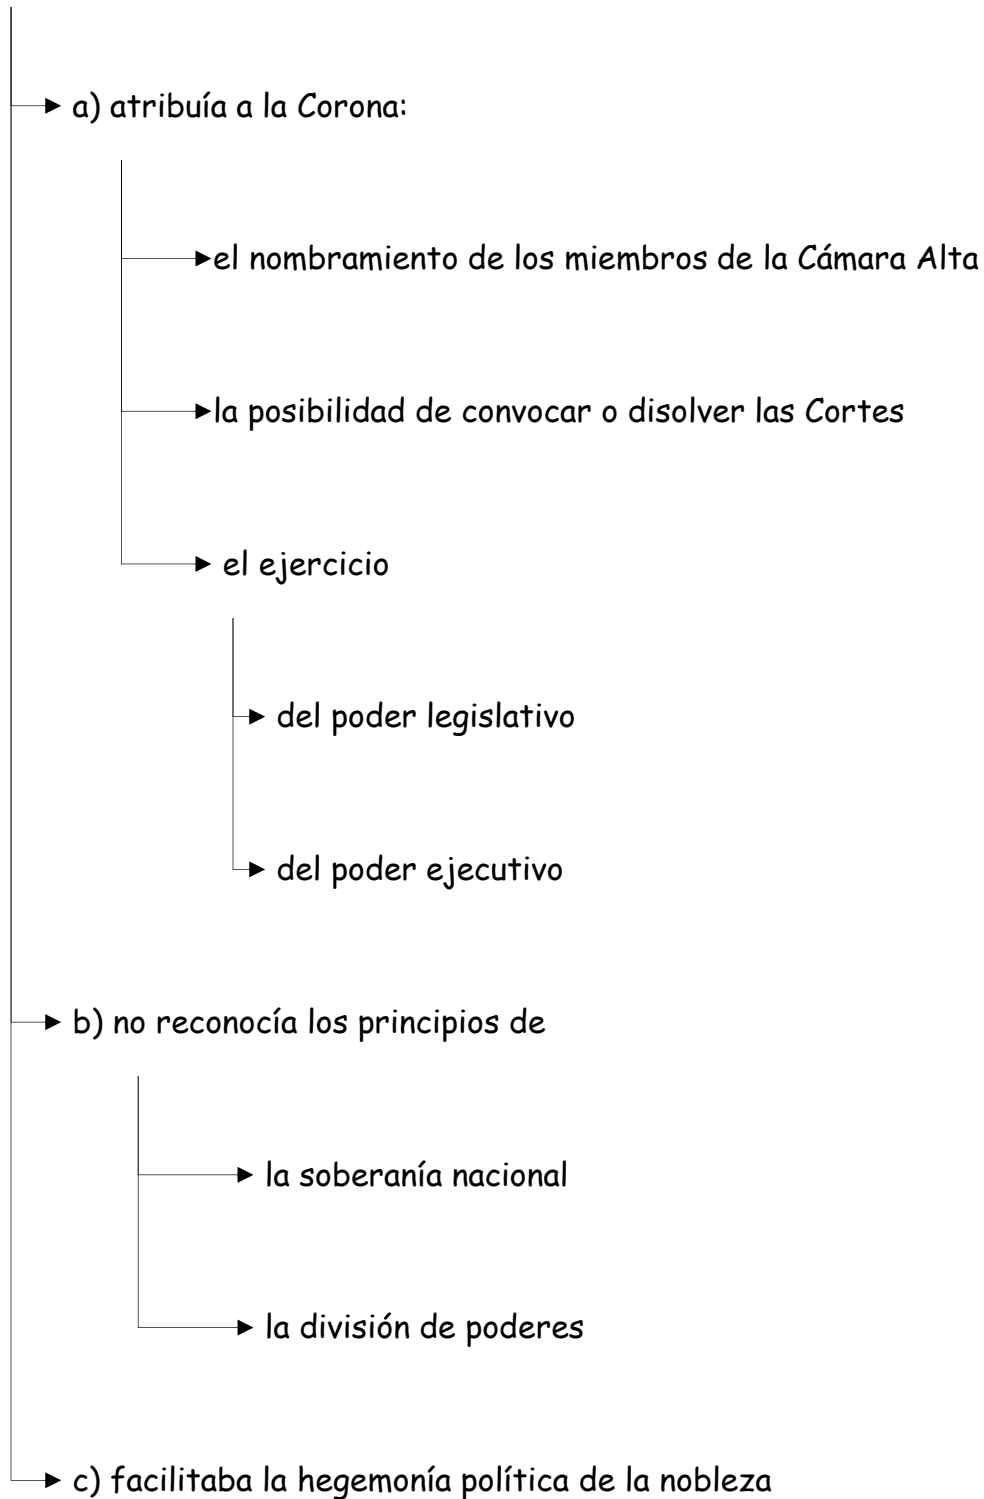 a) atribuía a la Corona:
el nombramiento de los miembros de la Cámara Alta
la posibilidad de convocar o disolver las Cortes
el ejercicio
del poder legislativo
del poder ejecutivo
b) no reconocía los principios de
la soberanía nacional
la división de poderes
c) facilitaba la hegemonía política de la nobleza